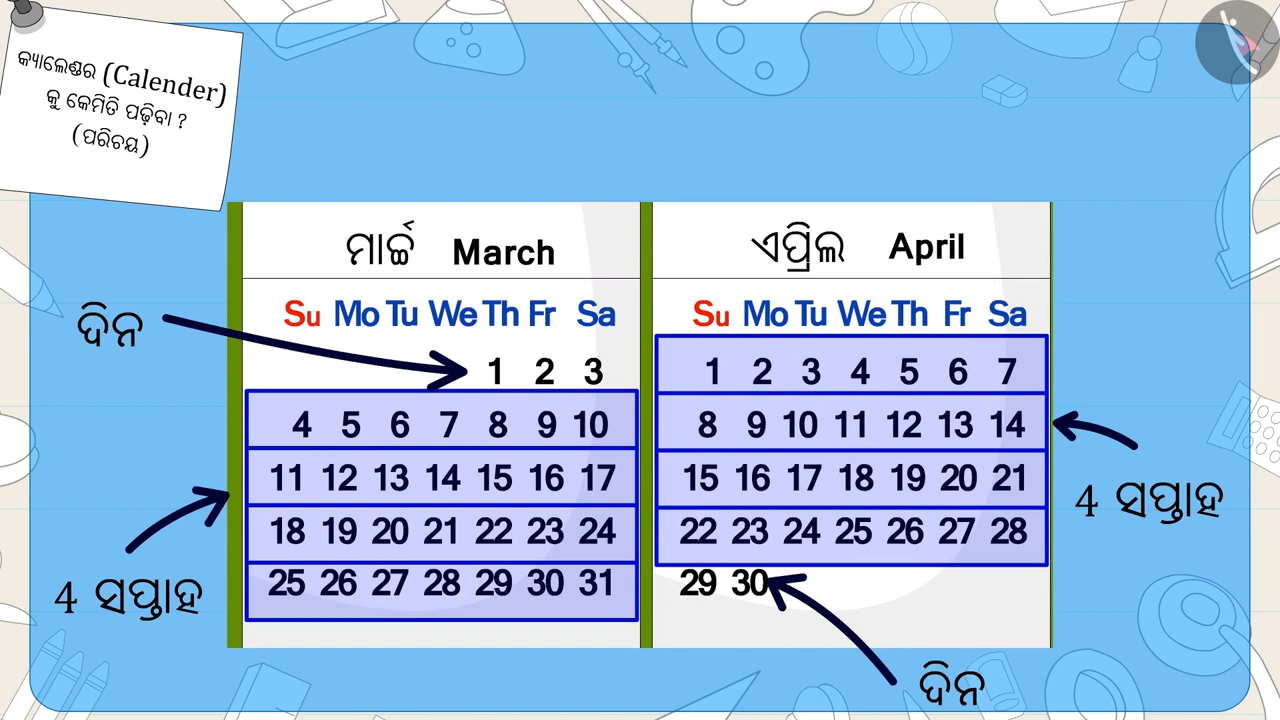 କ୍ୟାଲେଣ୍ଡର (Calender)
କୁ କେମିତି ପଢ଼ିବା ?
(ପରିଚୟ)
ମାର୍ଚ୍ଚ March
Su Mo Tu We Th Fr Sa
1 2 3
4 5 6 7 8 9 10
11 12 13 14 15 16 17
18 19 20 21 22 23 24
25 26 27 28 29 30 31
ଏପ୍ରିଲ April
Su Mo Tu We Th Fr Sa
1 2 3 4 5 6 7
8 9 10 11 12 13 14
15 16 17 18 19 20 21
22 23 24 25 26 27 28
29 30
ଦିନ
4 ସପ୍ତାହ
4 ସପ୍ତାହ
ଦିନ